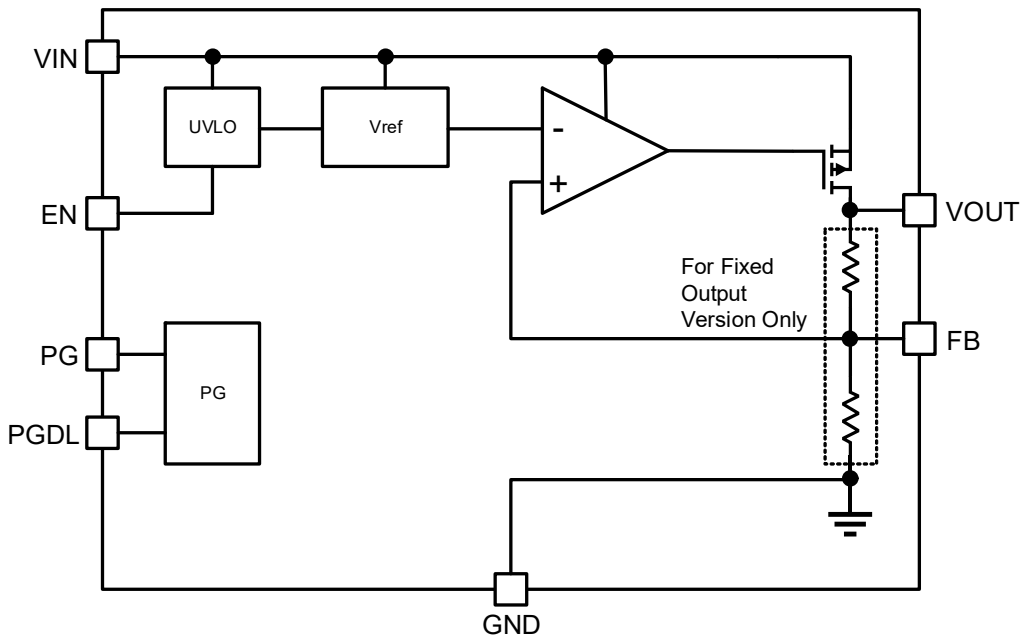 VIN
UVLO
Vref
-
+
EN
VOUT
For Fixed
Output
Version Only
PG
PG
FB
PGDL
GND